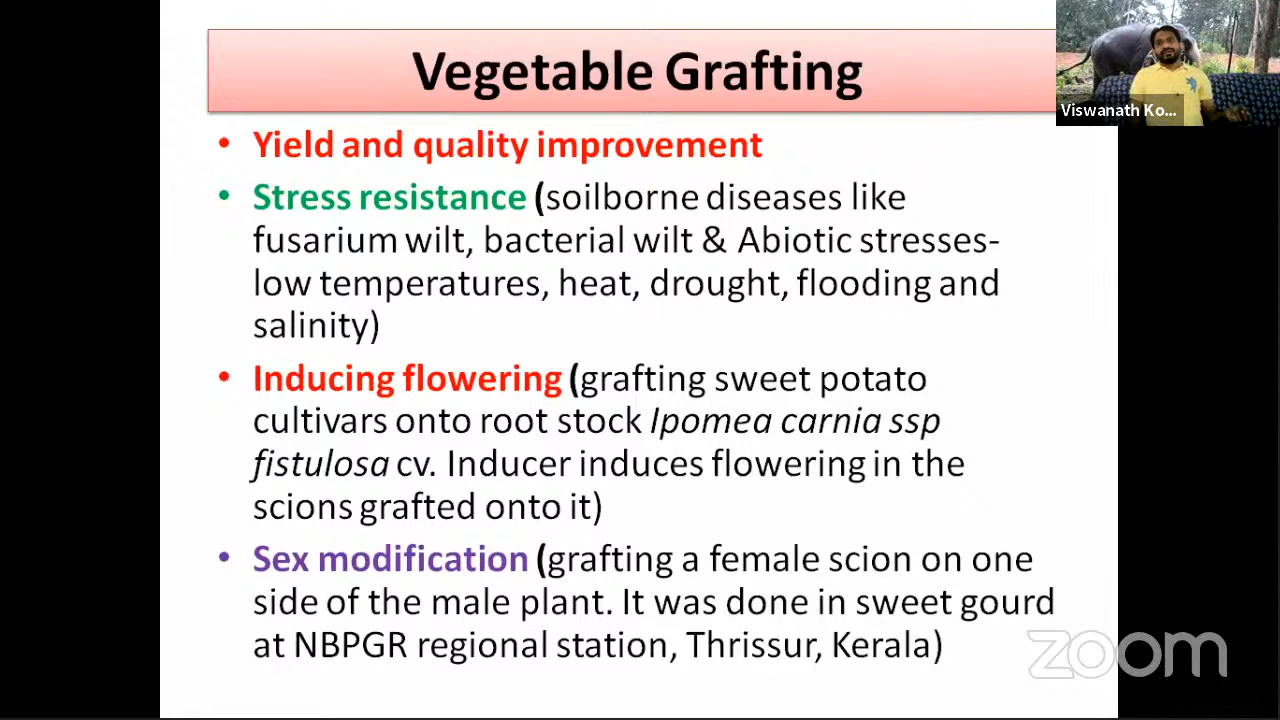 Vegetable Grafting
Viswanath Ko...
• Yield and quality improvement
• Stress resistance (soilborne diseases like
fusarium wilt, bacterial wilt & Abiotic stresses-
low temperatures, heat, drought, flooding and
salinity)
• Inducing flowering (grafting sweet potato
cultivars onto root stock Ipomea carnia ssp
fistulosa cv. Inducer induces flowering in the
scions grafted onto it)
• Sex modification (grafting a female scion on one
side of the male plant. It was done in sweet gourd
at NBPGR regional station, Thrissur, Kerala)
zoom